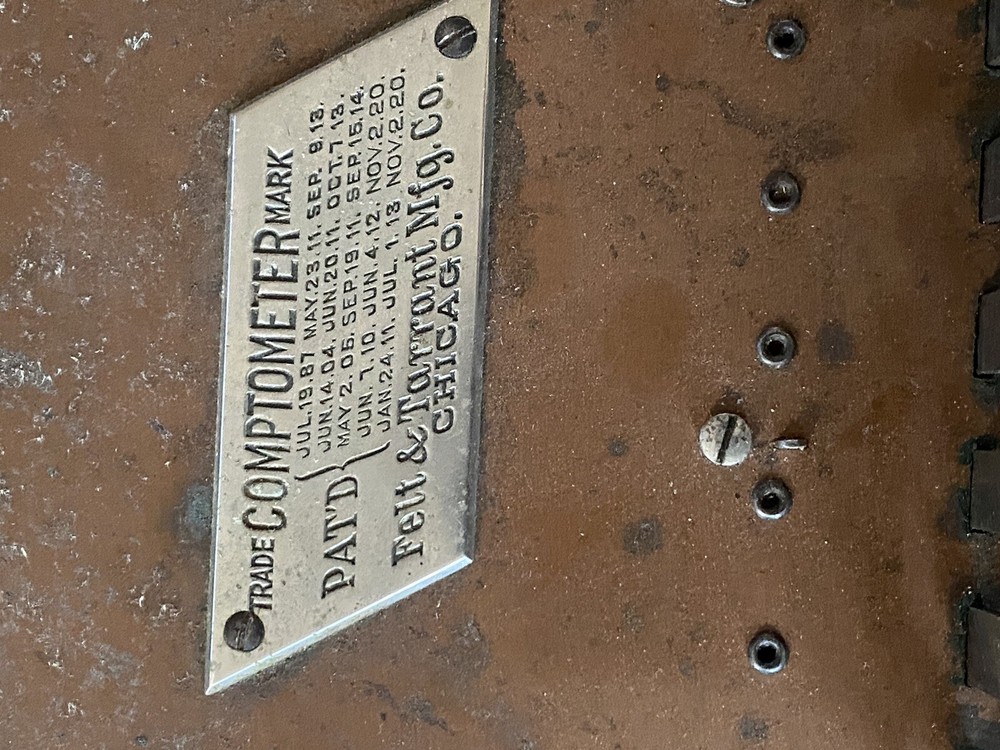 TRADE COMPTOMETER MARK
JUL.19.87 MAY.23.11. SEP. 9.13.
JUN.14.04. JUN.20.11. OCT.7.13.
PAT'D MAY 2.05. SEP.19.11. SEP.15.14.
JUN. 7.10. JUN. 4.12. NOV.2.20.
JAN.24.11. JUL. 1.13 NOV.2.20.
Felt & Tarrant Mfg. Co.
CHICAGO.